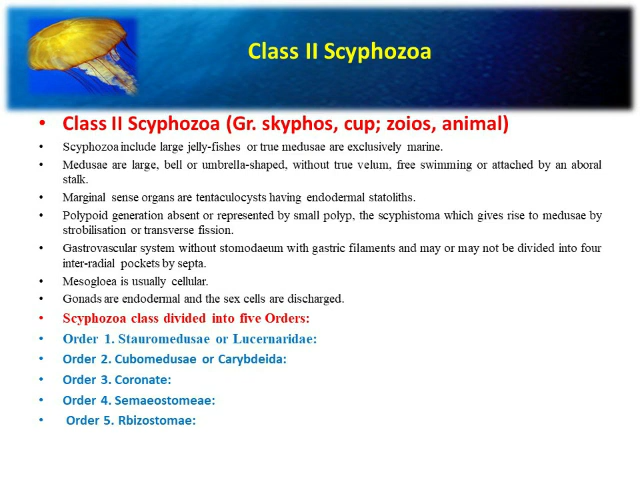 Class II Scyphozoa
• Class II Scyphozoa (Gr. skyphos, cup; zoios, animal)
• Scyphozoa include large jelly-fishes or true medusae are exclusively marine.
• Medusae are large, bell or umbrella-shaped, without true velum, free swimming or attached by an aboral
stalk.
• Marginal sense organs are tentaculocysts having endodermal statoliths.
• Polypoid generation absent or represented by small polyp, the scyphistoma which gives rise to medusae by
strobilisation or transverse fission.
• Gastrovascular system without stomodaeum with gastric filaments and may or may not be divided into four
inter-radial pockets by septa.
• Mesogloea is usually cellular.
• Gonads are endodermal and the sex cells are discharged.
• Scyphozoa class divided into five Orders:
• Order 1. Stauromedusae or Lucernaridae:
• Order 2. Cubomedusae or Carybdeida:
• Order 3. Coronate:
• Order 4. Semaeostomeae:
• Order 5. Rbizostomae: